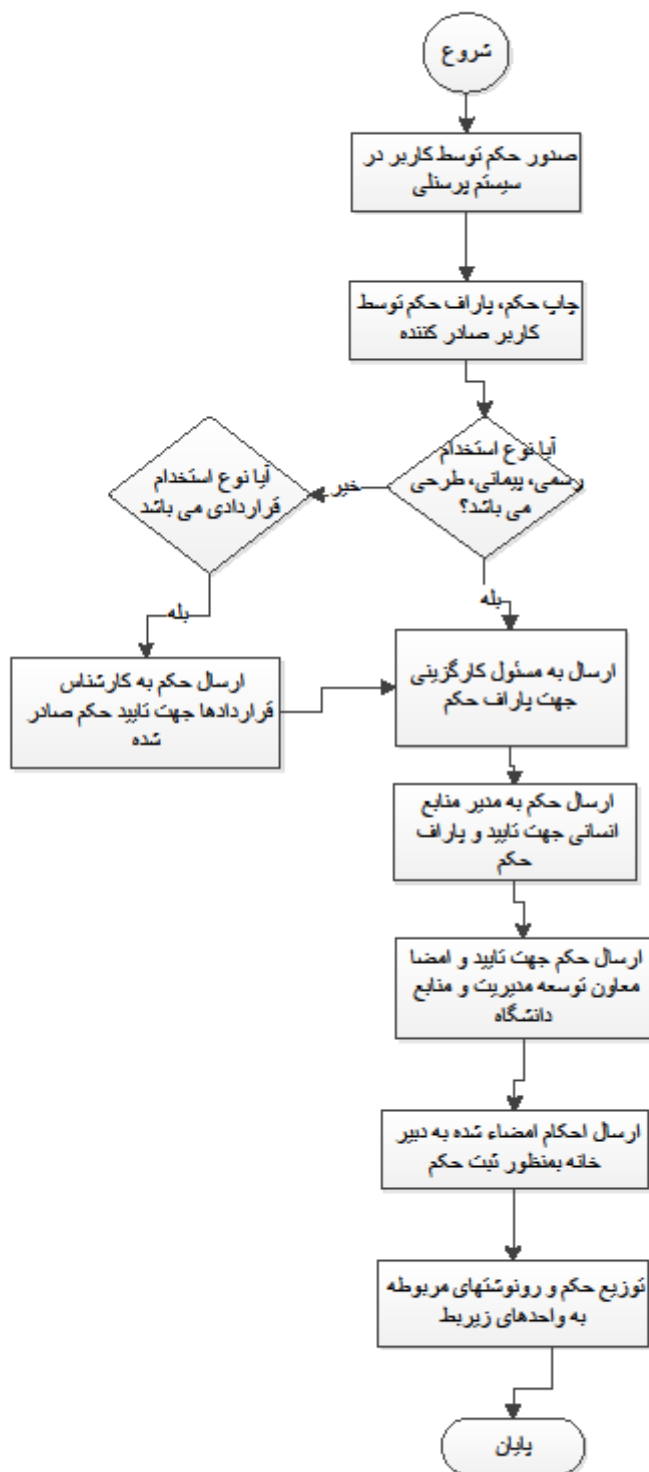 شروع
صدور حکم توسط کاربر در
سیستم پرسنلی
چاپ حکم، پاراف حکم توسط
کاربر صادر کننده
آیا نوع استخدام
رسمی، پیمانی، طرحی
می باشد؟
خیر
آیا نوع استخدام
قراردادی می باشد
بله
بله
ارسال به مسئول کارگزینی
جهت پاراف حکم
ارسال حکم به کارشناس
قراردادها جهت تایید حکم صادر
شده
ارسال حکم به مدیر منابع
انسانی جهت تایید و پاراف
حکم
ارسال حکم جهت تایید و امضا
معاون توسعه مدیریت و منابع
دانشگاه
ارسال احکام امضاء شده به دبیر
خانه بمنظور ثبت حکم
توزیع حکم و رونوشتهای مربوطه
به واحدهای زیربط
پایان